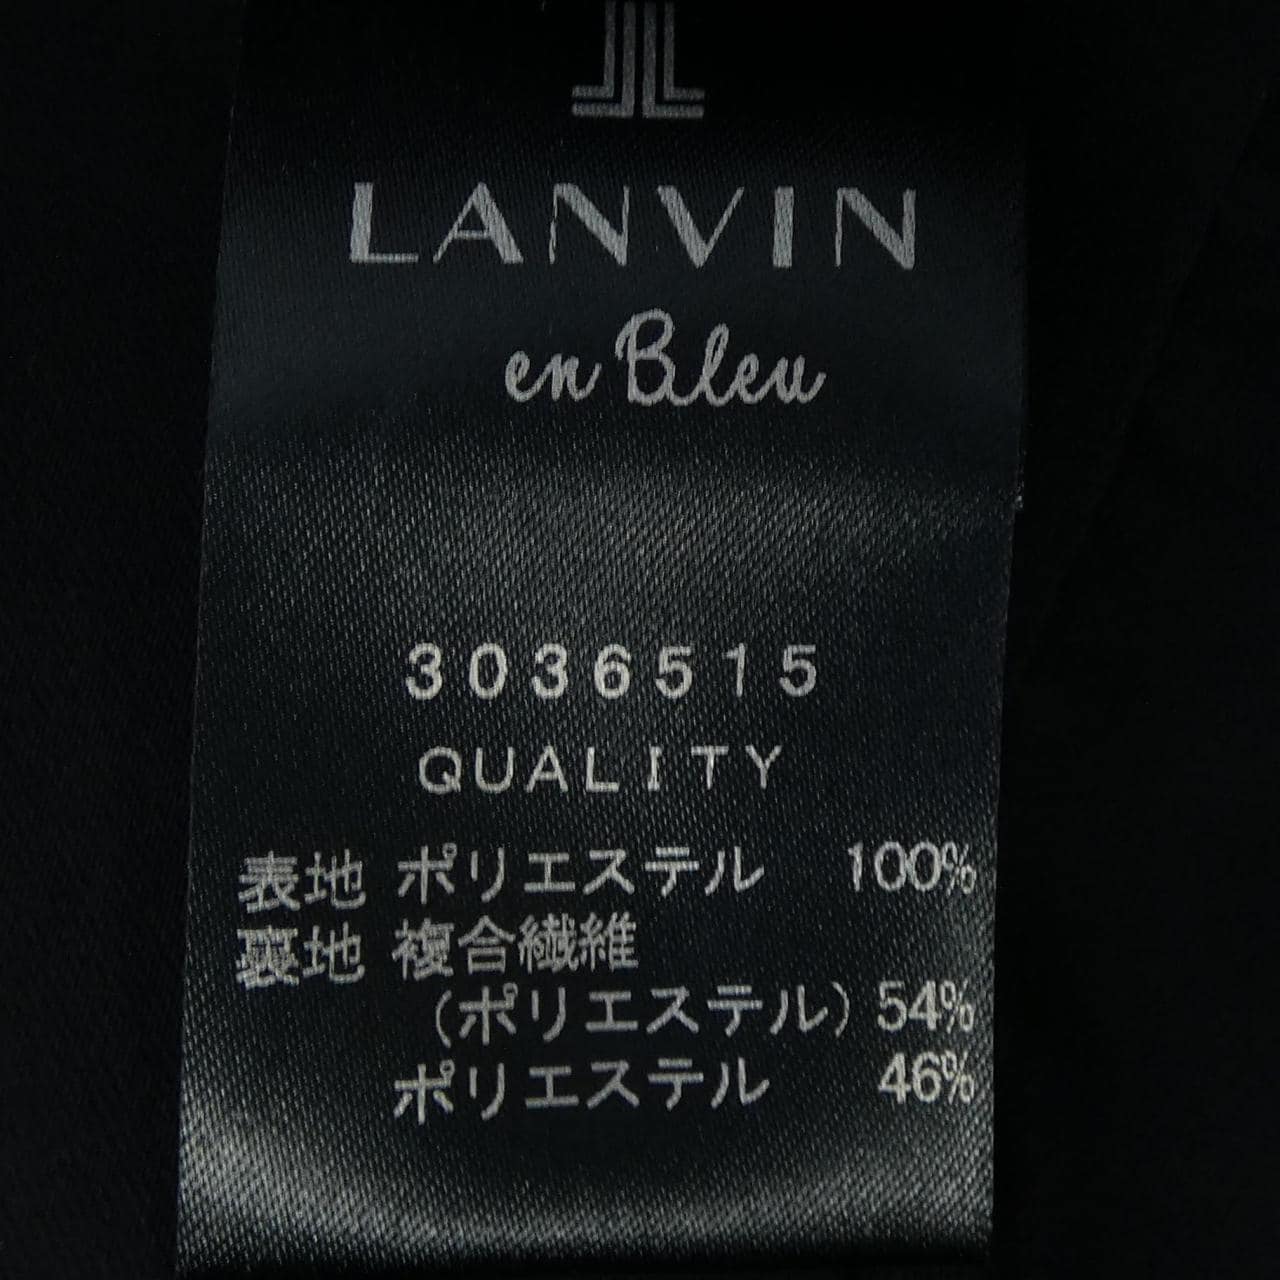 LANVIN
en Bleu
3036515
QUALITY
表地 ポリエステル 100%
裏地 複合繊維
(ポリエステル) 54%
ポリエステル 46%